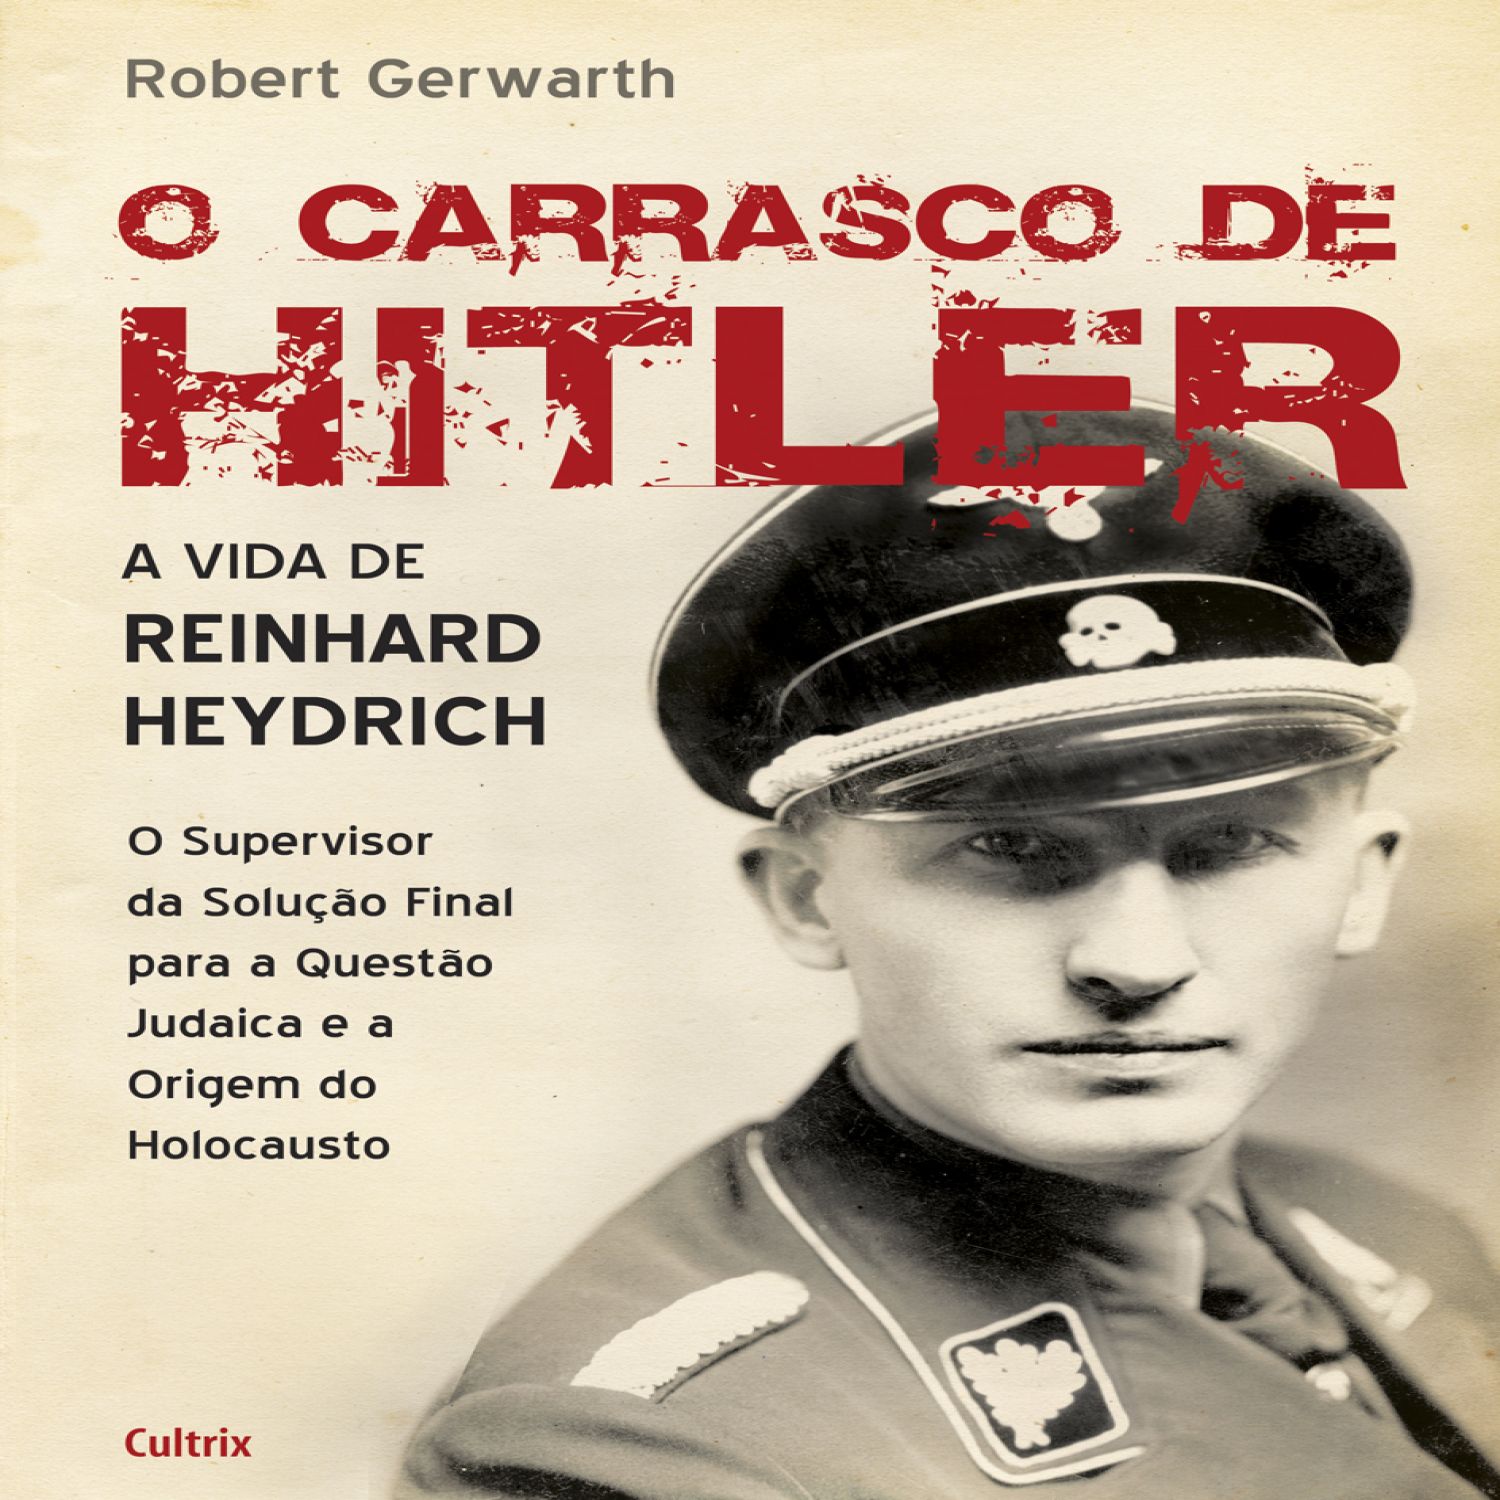 Robert Gerwarth
O CARRASCO DE
HITLER
A VIDA DE
REINHARD
HEYDRICH
O Supervisor
da Solução Final
para a Questão
Judaica e a
Origem do
Holocausto
Cultrix